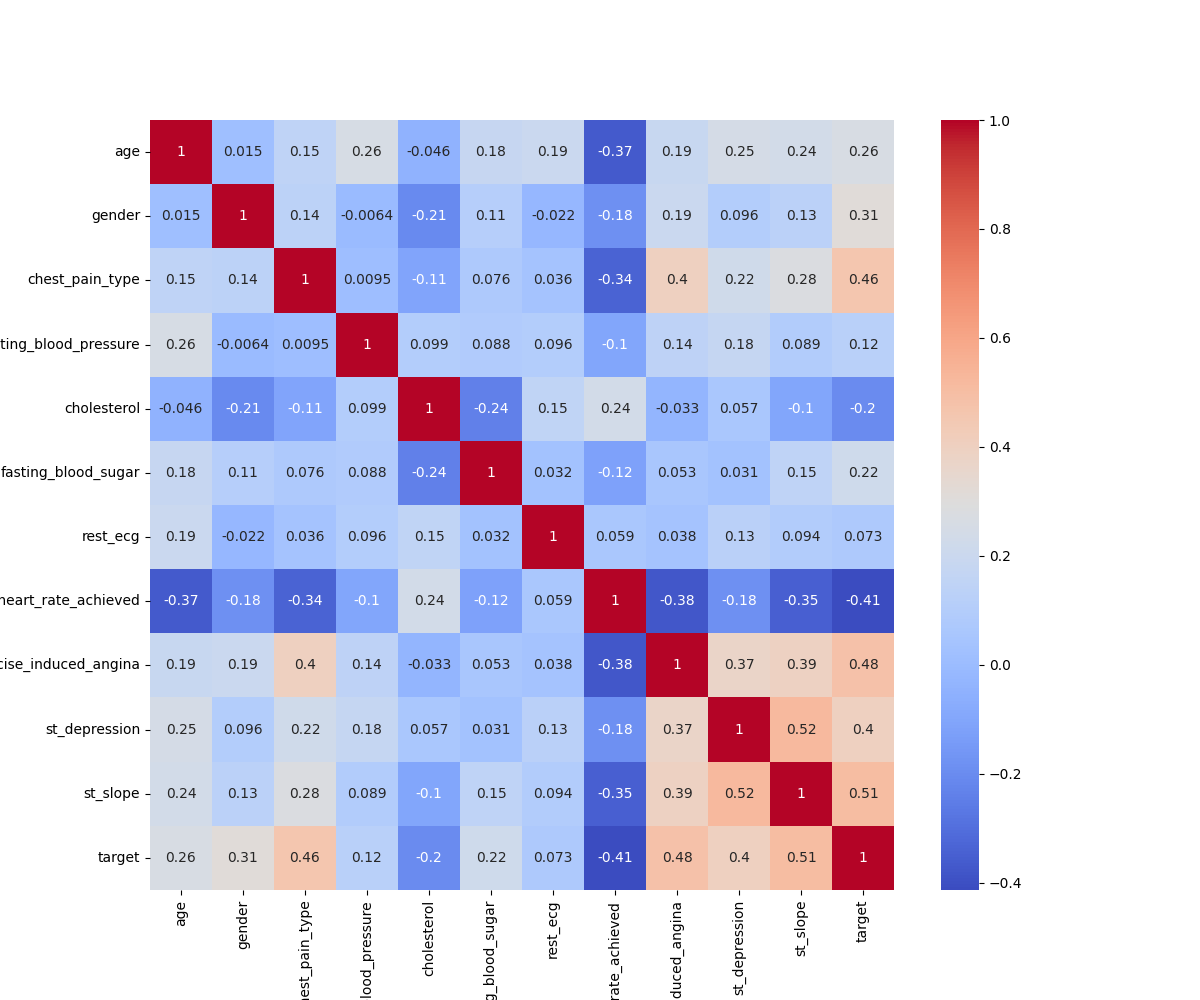 1.0
age 1 0.015 0.15 0.26 -0.046 0.18 0.19 -0.37 0.19 0.25 0.24 0.26
gender 0.015 1 0.14 -0.0064 -0.21 0.11 -0.022 -0.18 0.19 0.096 0.13 0.31
0.8
chest_pain_type 0.15 0.14 1 0.0095 -0.11 0.076 0.036 -0.34 0.4 0.22 0.28 0.46
0.6
ting_blood_pressure 0.26 -0.0064 0.0095 1 0.099 0.088 0.096 -0.1 0.14 0.18 0.089 0.12
cholesterol -0.046 -0.21 -0.11 0.099 1 -0.24 0.15 0.24 -0.033 0.057 -0.1 -0.2
0.4
fasting_blood_sugar 0.18 0.11 0.076 0.088 -0.24 1 0.032 -0.12 0.053 0.031 0.15 0.22
rest_ecg 0.19 -0.022 0.036 0.096 0.15 0.032 1 0.059 0.038 0.13 0.094 0.073
0.2
heart_rate_achieved -0.37 -0.18 -0.34 -0.1 0.24 -0.12 0.059 1 -0.38 -0.18 -0.35 -0.41
cise_induced_angina 0.19 0.19 0.4 0.14 -0.033 0.053 0.038 -0.38 1 0.37 0.39 0.48
0.0
st_depression 0.25 0.096 0.22 0.18 0.057 0.031 0.13 -0.18 0.37 1 0.52 0.4
−0.2
st_slope 0.24 0.13 0.28 0.089 -0.1 0.15 0.094 -0.35 0.39 0.52 1 0.51
target 0.26 0.31 0.46 0.12 -0.2 0.22 0.073 -0.41 0.48 0.4 0.51 1
−0.4
age
gender
hest_pain_type
lood_pressure
cholesterol
g_blood_sugar
rest_ecg
rate_achieved
duced_angina
st_depression
st_slope
target